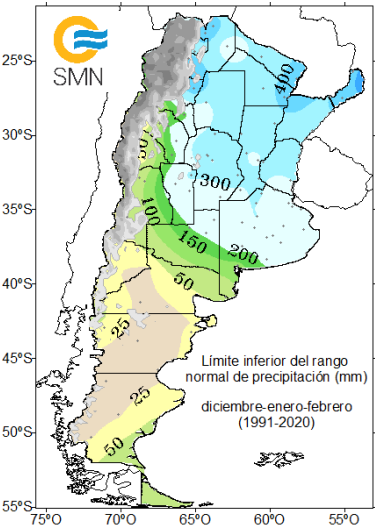 SMN
25°S
30°S
35°S
40°S
45°S
50°S
55°S
400
50
300
100
150
200
50
25
25
50
Límite inferior del rango
normal de precipitación (mm)
diciembre-enero-febrero
(1991-2020)
75°O 70°O 65°O 60°O 55°O